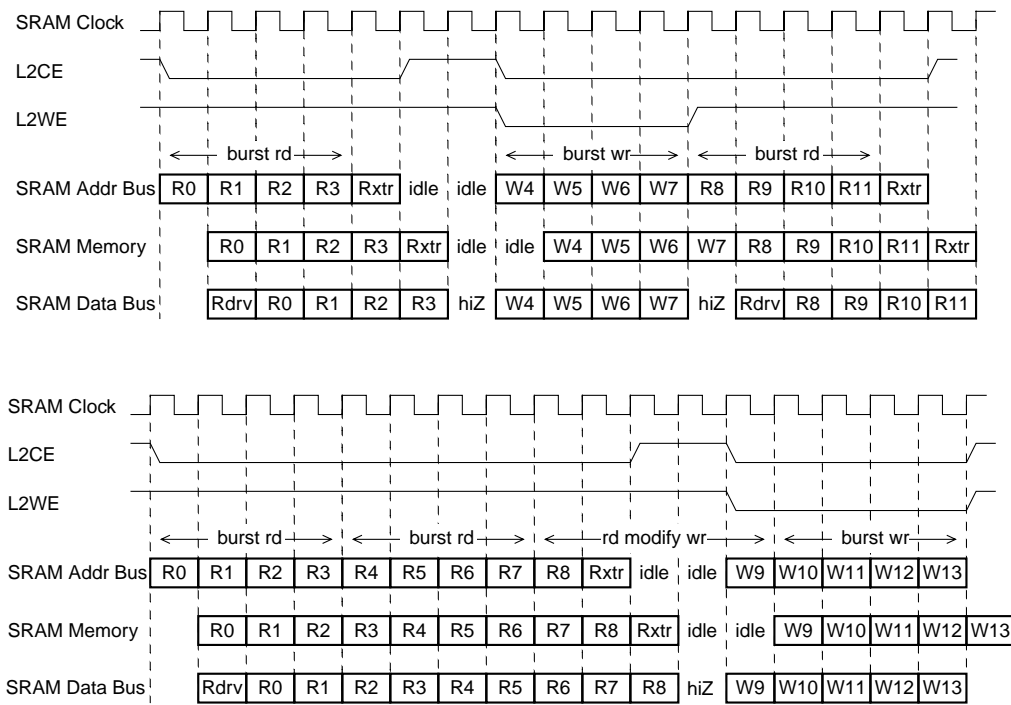 SRAM Clock
L2CE
L2WE
burst rd burst wr burst rd
SRAM Addr Bus R0 R1 R2 R3 Rxtr idle idle W4 W5 W6 W7 R8 R9 R10 R11 Rxtr
SRAM Memory R0 R1 R2 R3 Rxtr idle idle W4 W5 W6 W7 R8 R9 R10 R11 Rxtr
SRAM Data Bus Rdrv R0 R1 R2 R3 hiZ W4 W5 W6 W7 hiZ Rdrv R8 R9 R10 R11
SRAM Clock
L2CE
L2WE
burst rd burst rd rd modify wr burst wr
SRAM Addr Bus R0 R1 R2 R3 R4 R5 R6 R7 R8 Rxtr idle idle W9 W10 W11 W12 W13
SRAM Memory R0 R1 R2 R3 R4 R5 R6 R7 R8 Rxtr idle idle W9 W10 W11 W12 W13
SRAM Data Bus Rdrv R0 R1 R2 R3 R4 R5 R6 R7 R8 hiZ W9 W10 W11 W12 W13